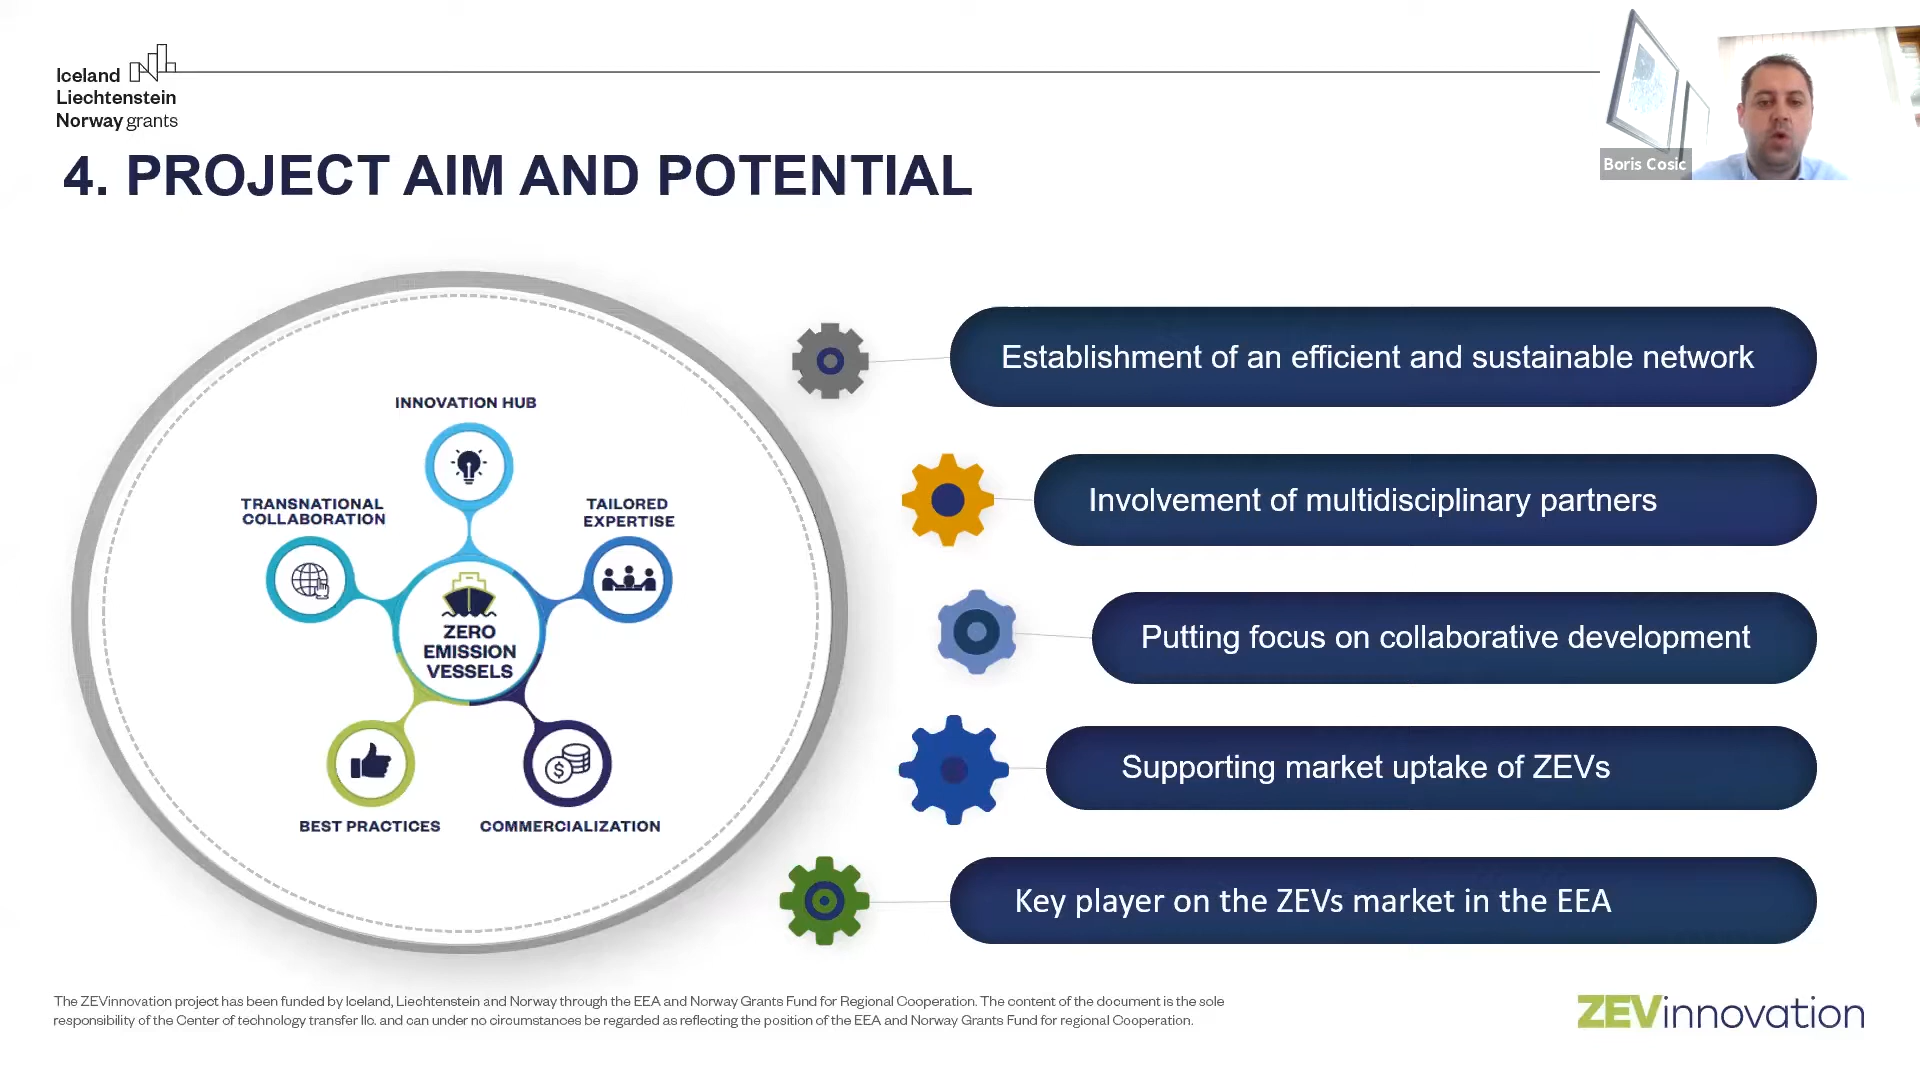 Iceland
Liechtenstein
Norway grants
Boris Cosic
4. PROJECT AIM AND POTENTIAL
INNOVATION HUB
TRANSNATIONAL
COLLABORATION
TAILORED
EXPERTISE
ZERO
EMISSION
VESSELS
BEST PRACTICES
COMMERCIALIZATION
Establishment of an efficient and sustainable network
Involvement of multidisciplinary partners
Putting focus on collaborative development
Supporting market uptake of ZEVs
Key player on the ZEVs market in the EEA
The ZEVinnovation project has been funded by Iceland, Liechtenstein and Norway through the EEA and Norway Grants Fund for Regional Cooperation. The content of the document is the sole
responsibility of the Center of technology transfer llc. and can under no circumstances be regarded as reflecting the position of the EEA and Norway Grants Fund for regional Cooperation.
ZEVinnovation